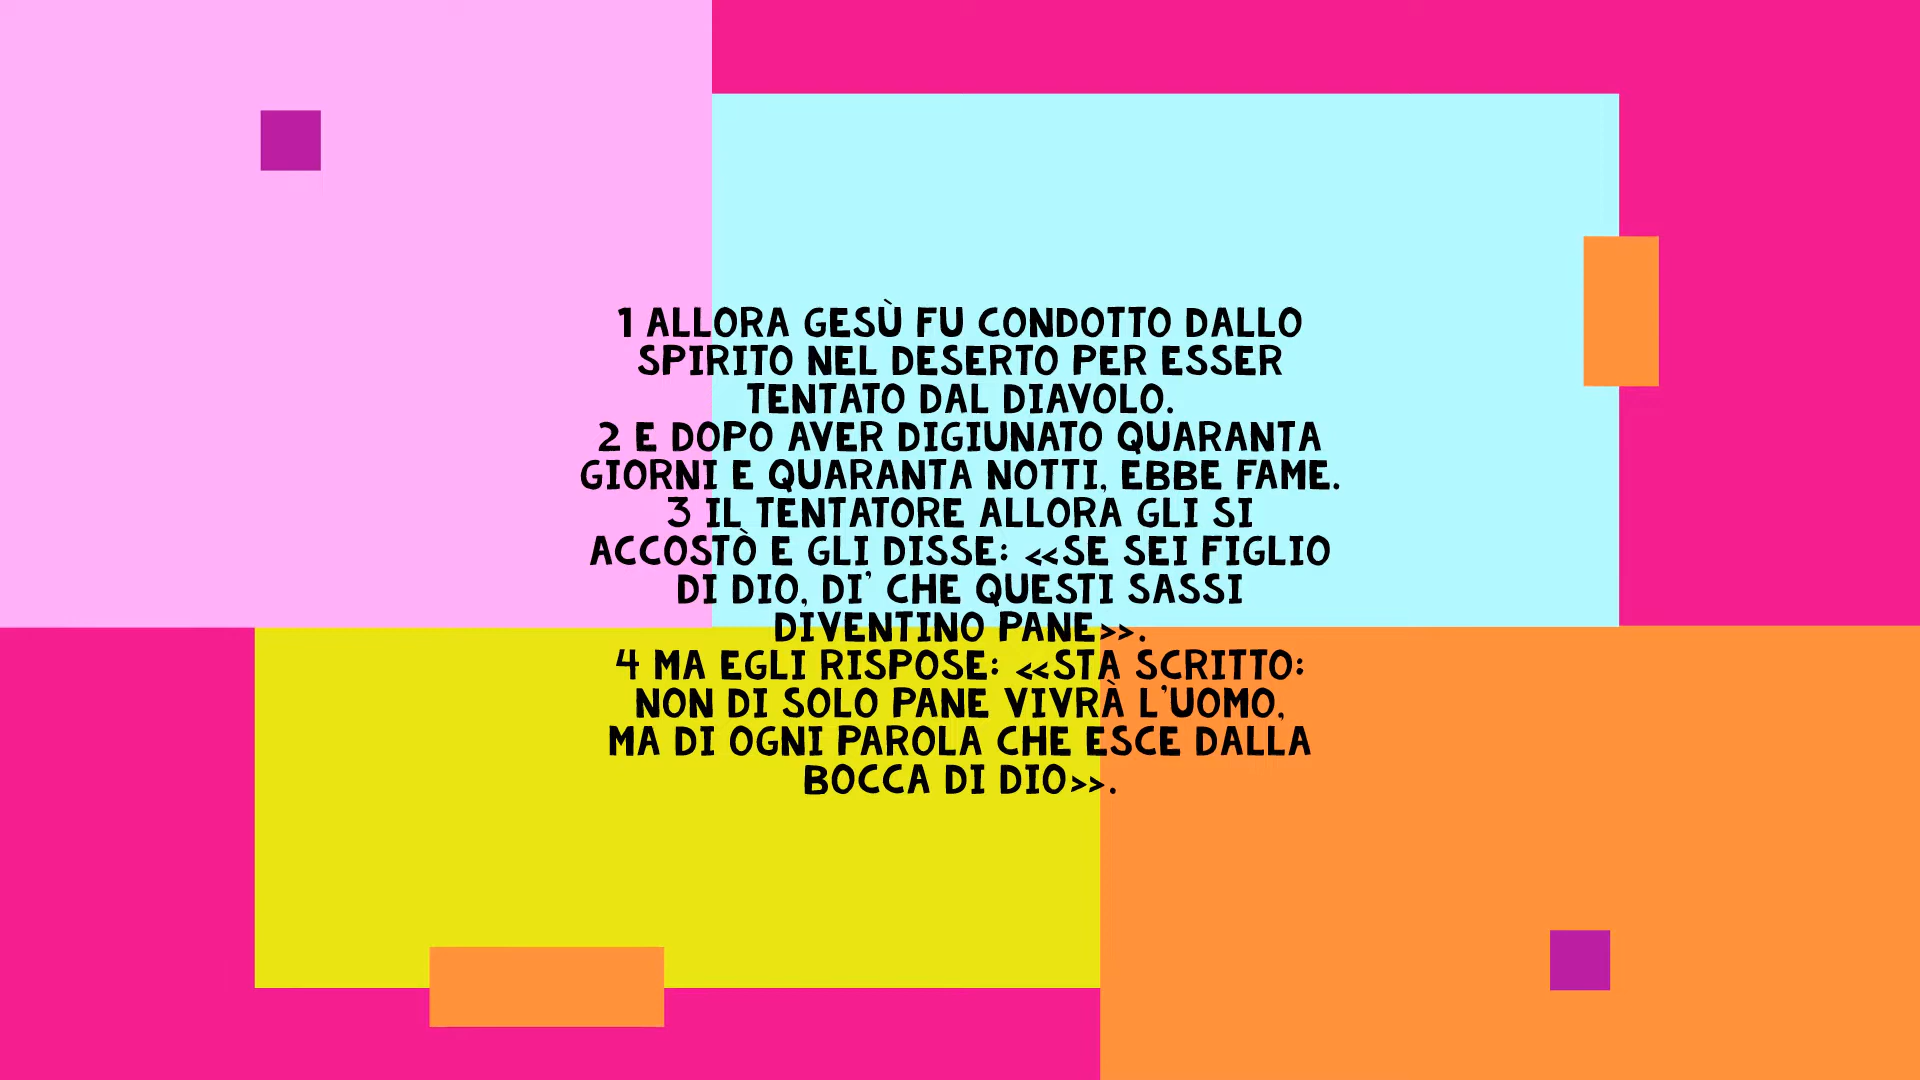 1 ALLORA GESÙ FU CONDOTTO DALLO
SPIRITO NEL DESERTO PER ESSER
TENTATO DAL DIAVOLO.
2 E DOPO AVER DIGIUNATO QUARANTA
GIORNI E QUARANTA NOTTI, EBBE FAME.
3 IL TENTATORE ALLORA GLI SI
ACCOSTÒ E GLI DISSE: «SE SEI FIGLIO
DI DIO, DI' CHE QUESTI SASSI
DIVENTINO PANE».
4 MA EGLI RISPOSE: «STA SCRITTO:
NON DI SOLO PANE VIVRÀ L'UOMO,
MA DI OGNI PAROLA CHE ESCE DALLA
BOCCA DI DIO».